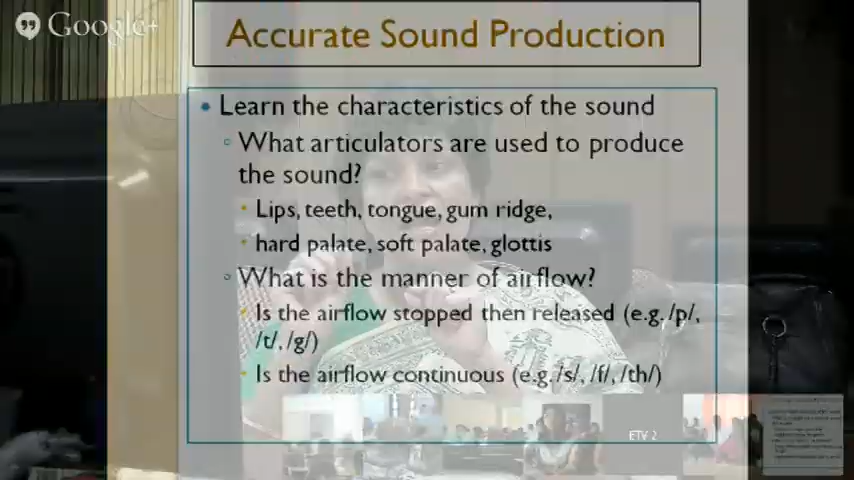 Google+
Accurate Sound Production
• Learn the characteristics of the sound
◦ What articulators are used to produce
the sound?
• Lips, teeth, tongue, gum ridge,
• hard palate, soft palate, glottis
◦ What is the manner of airflow?
• Is the airflow stopped then released (e.g. /p/,
/t/, /g/)
• Is the airflow continuous (e.g. /s/, /f/, /th/)
ETV 2